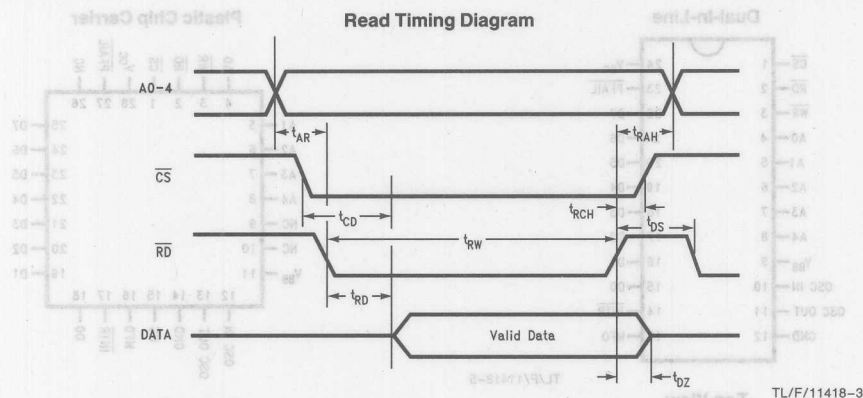 Read Timing Diagram
A0-4
tAR
tRAH
CS
tCD
tRCH
tDS
RD
tRW
tRD
DATA
Valid Data
tDZ
TL/F/11418-3